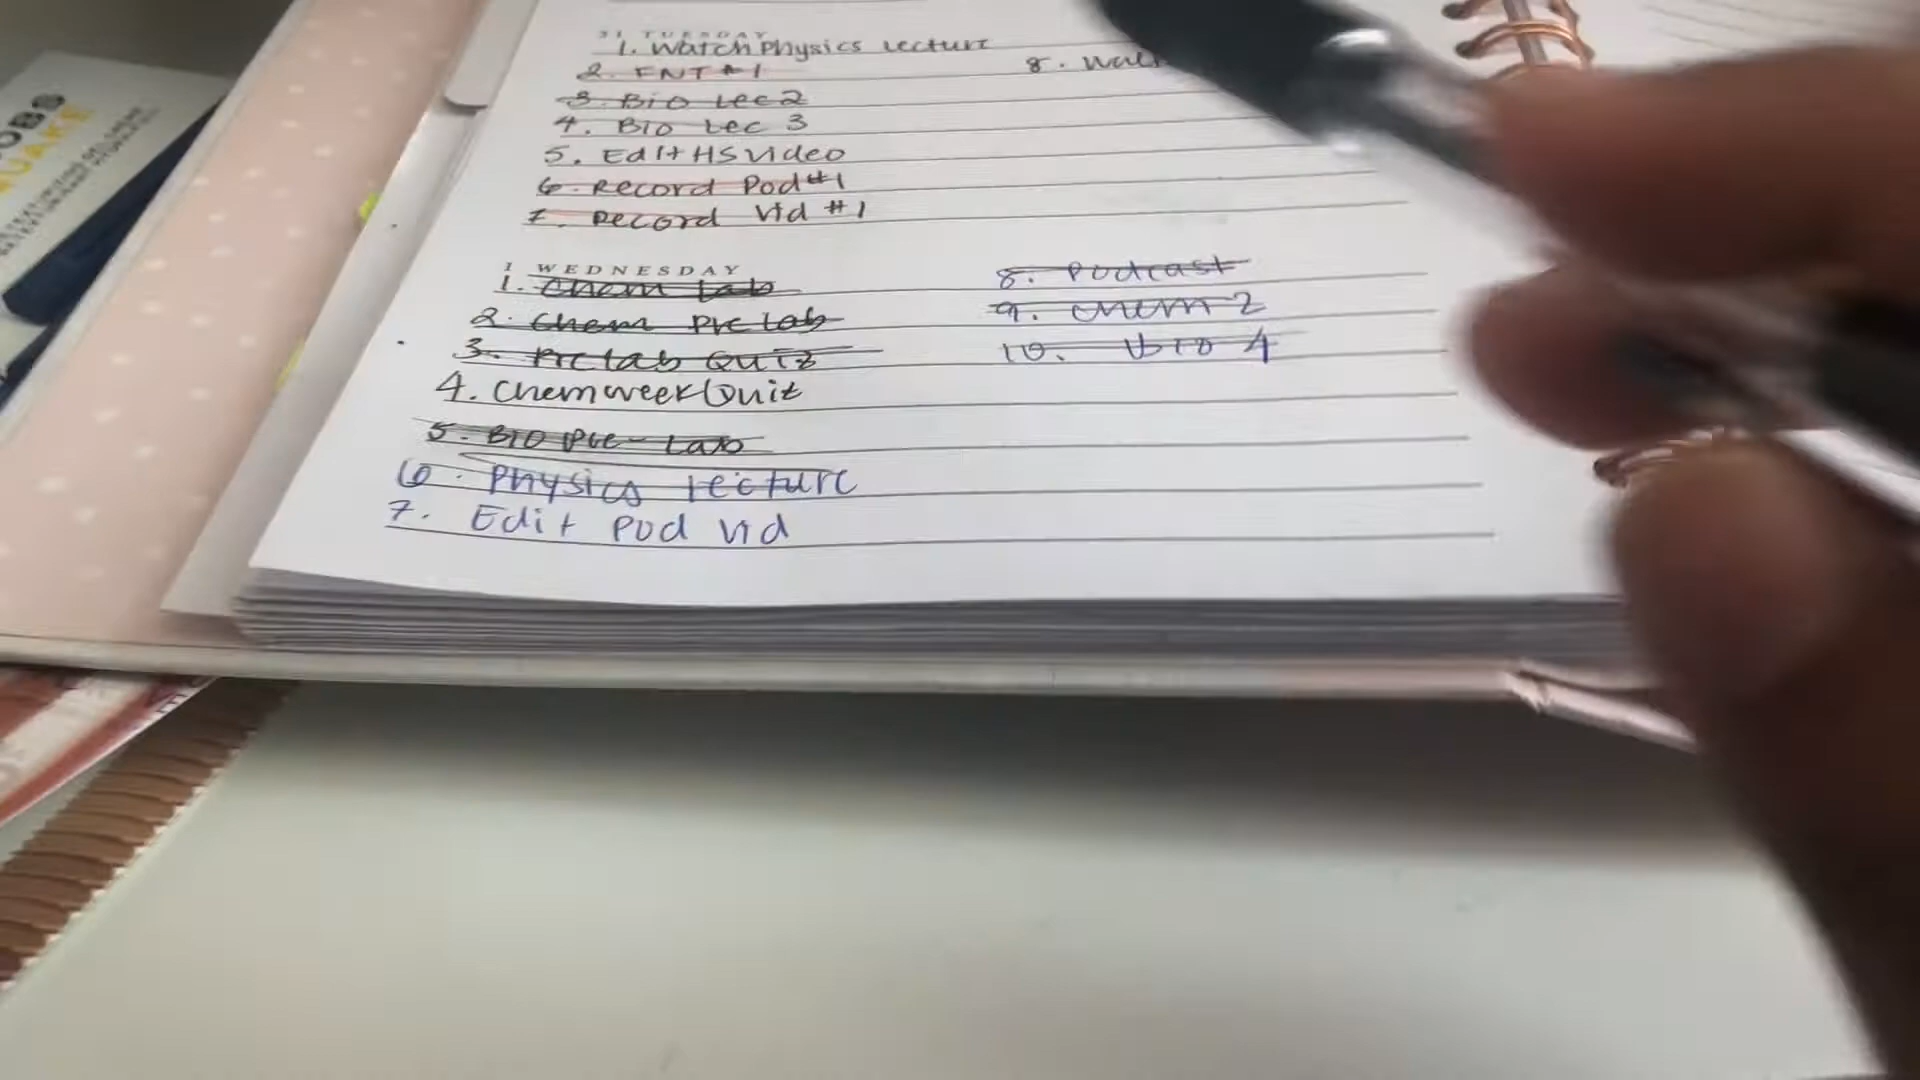 31 TUESDAY
1. Watch Physics Lecture
2. FNT #1
3. Bio Lec 2
4. Bio Lec 3
5. Edit HS video
6. Record Pod #1
7. Record Vid #1
8. Walk
1 WEDNESDAY
1. Chem Lab
2. Chem Pre Lab
3. Prelab Quiz
4. Chem week Quiz
5. Bio Pre-Lab
6. Physics lecture
7. Edit Pod Vid
8. Podcast
9. Chem 2
10. Bio 4